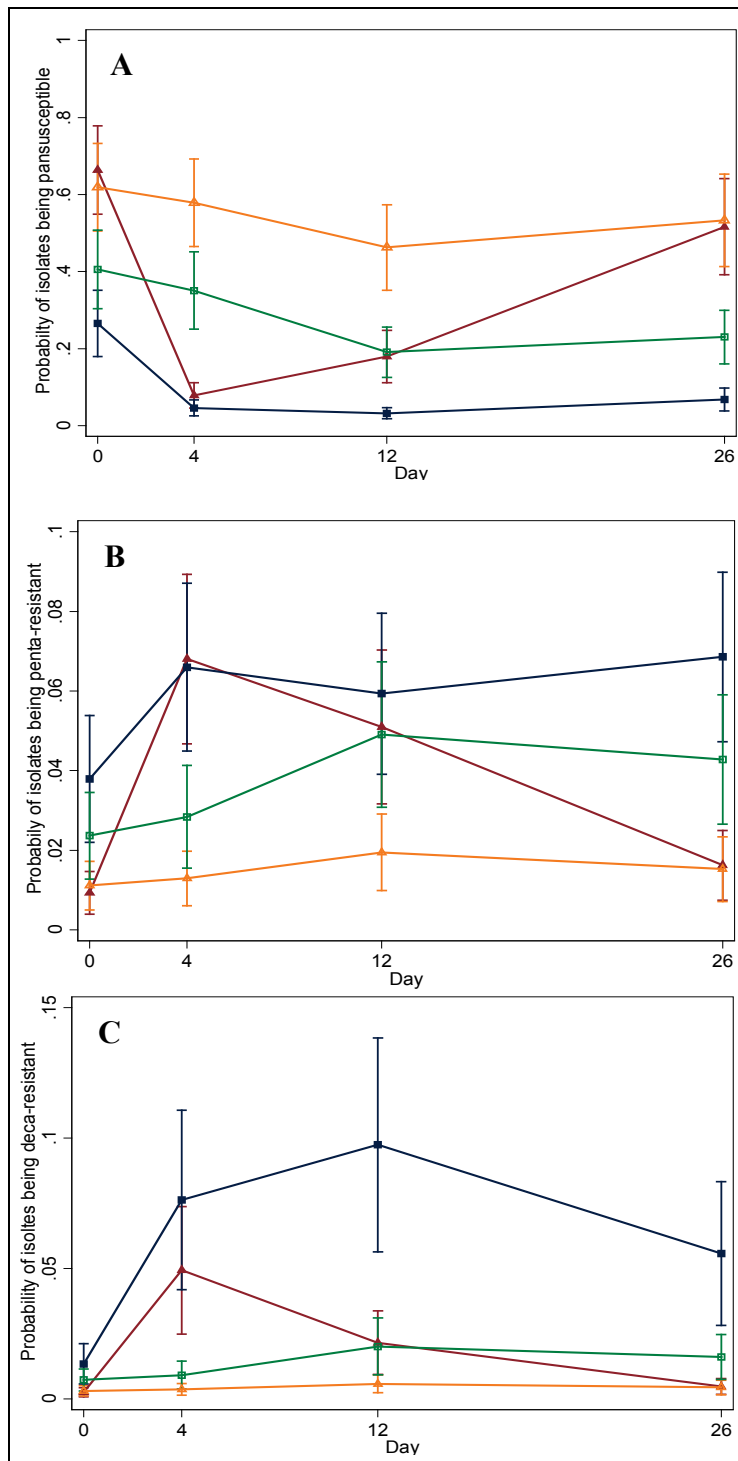 A
Probability of isolates being pansusceptible
1
.8
.6
.4
.2
0
0 4 12 26
Day
B
Probabily of isolates being penta-resistant
.1
.08
.06
.04
.02
0
0 4 12 26
Day
C
Probability of isoltes being deca-resistant
.15
.1
.05
0
0 4 12 26
Day